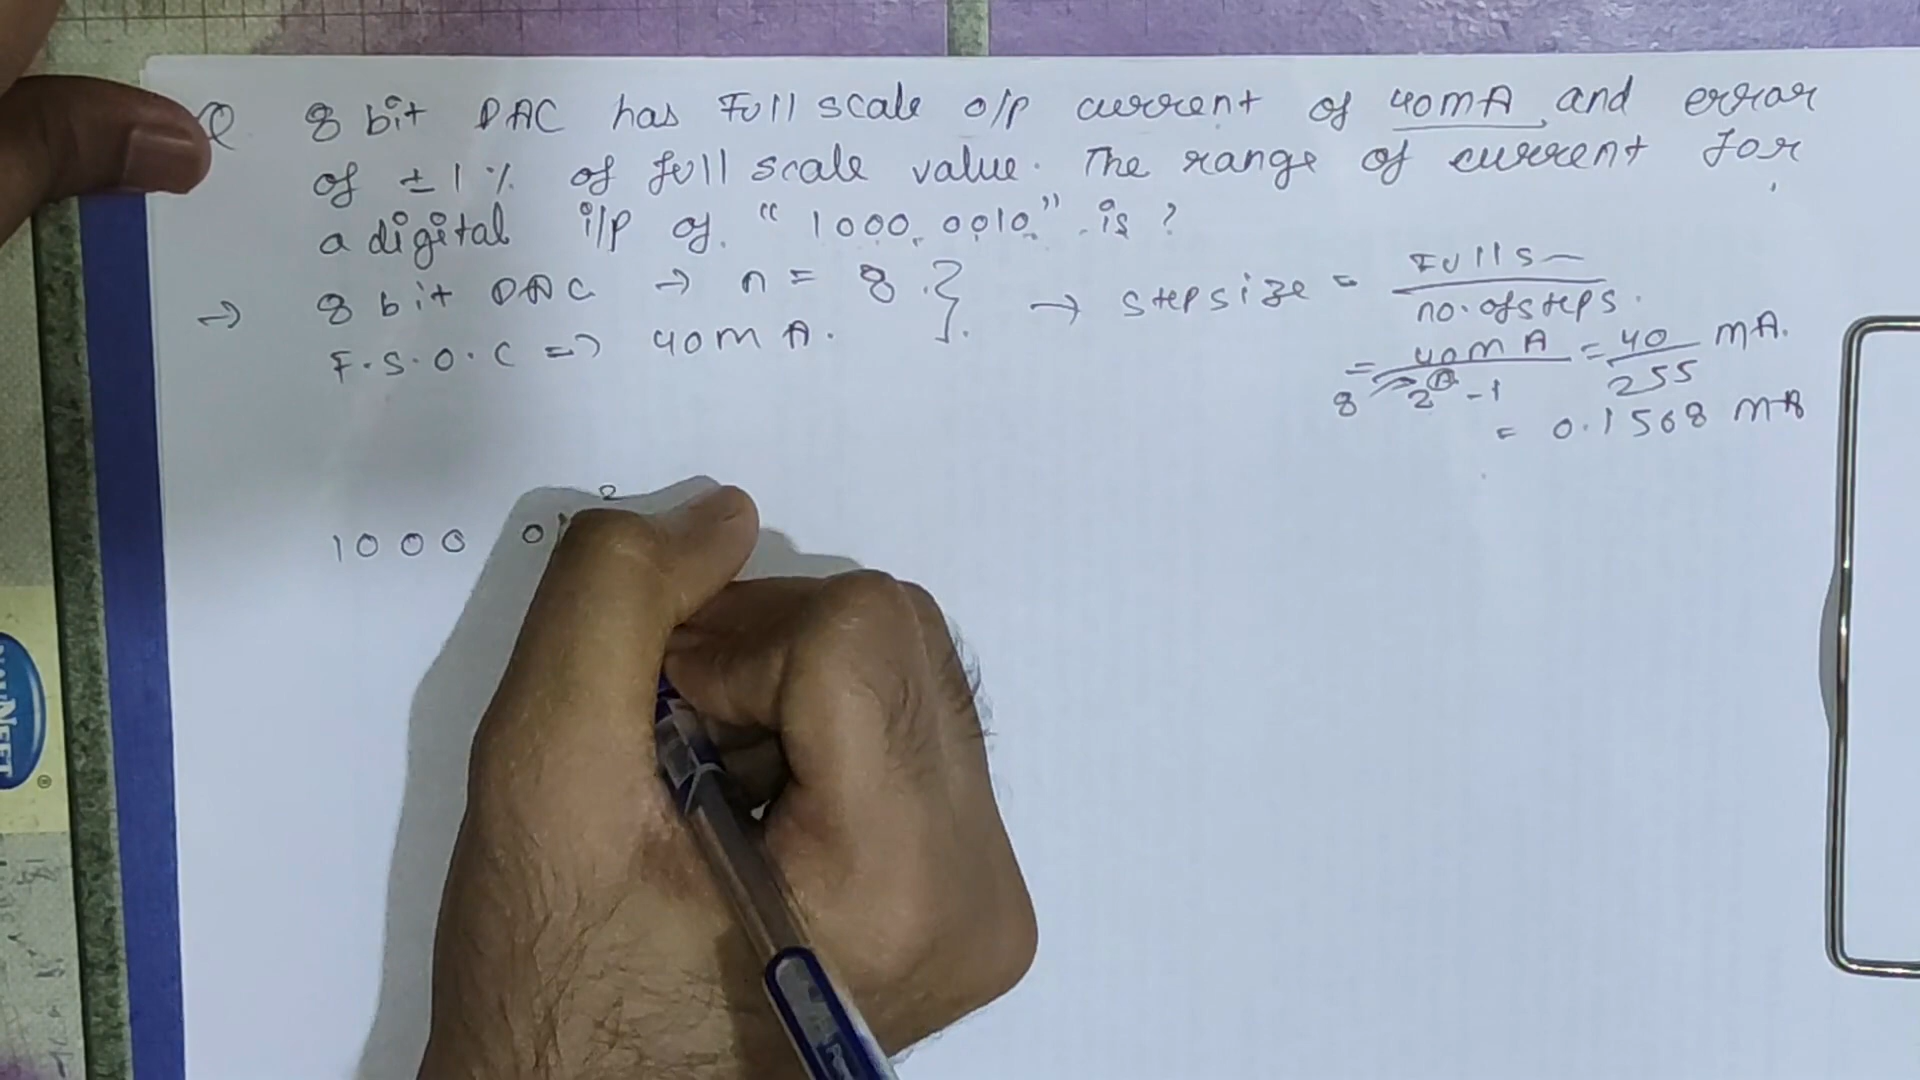 Q 8 bit DAC has Full scale o/p current of 40mA, and error
of ±1% of full scale value. The range of current for
a digital i/p of. "1000,0010" is?
→ 8 bit DAC → n = 8
F.S.O.C => 40mA.
→ stepsize = Full s
no. of steps.
= 40mA = 40 mA.
8 2 -1 255
= 0.1568 mA
1000 01
2
®